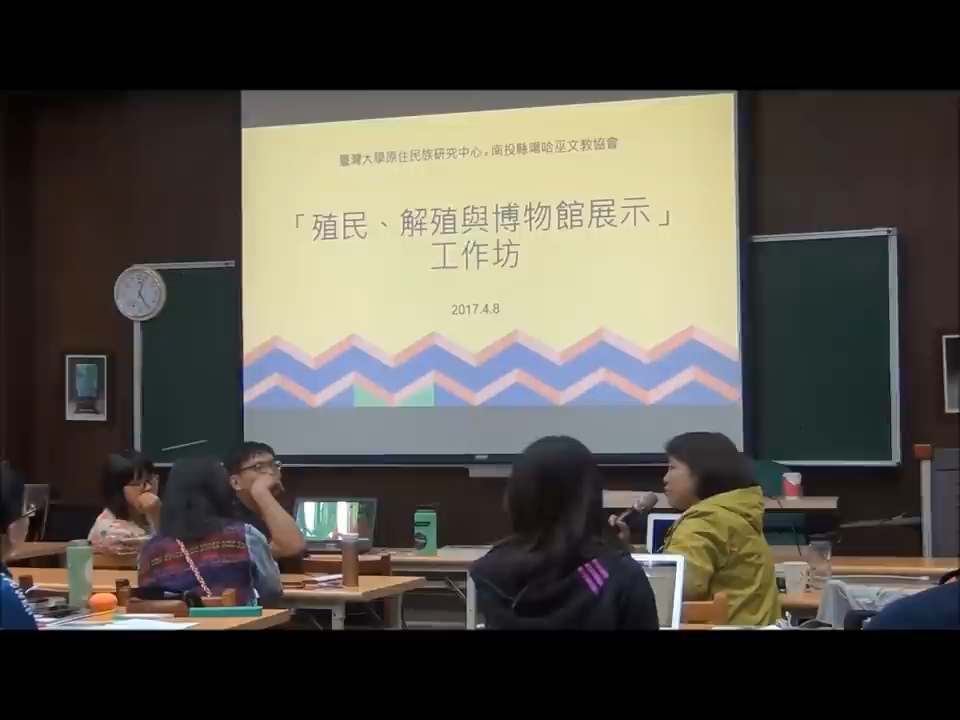 臺灣大學原住民族研究中心，南投縣噶哈巫文教協會
「殖民、解殖與博物館展示」
工作坊
2017.4.8